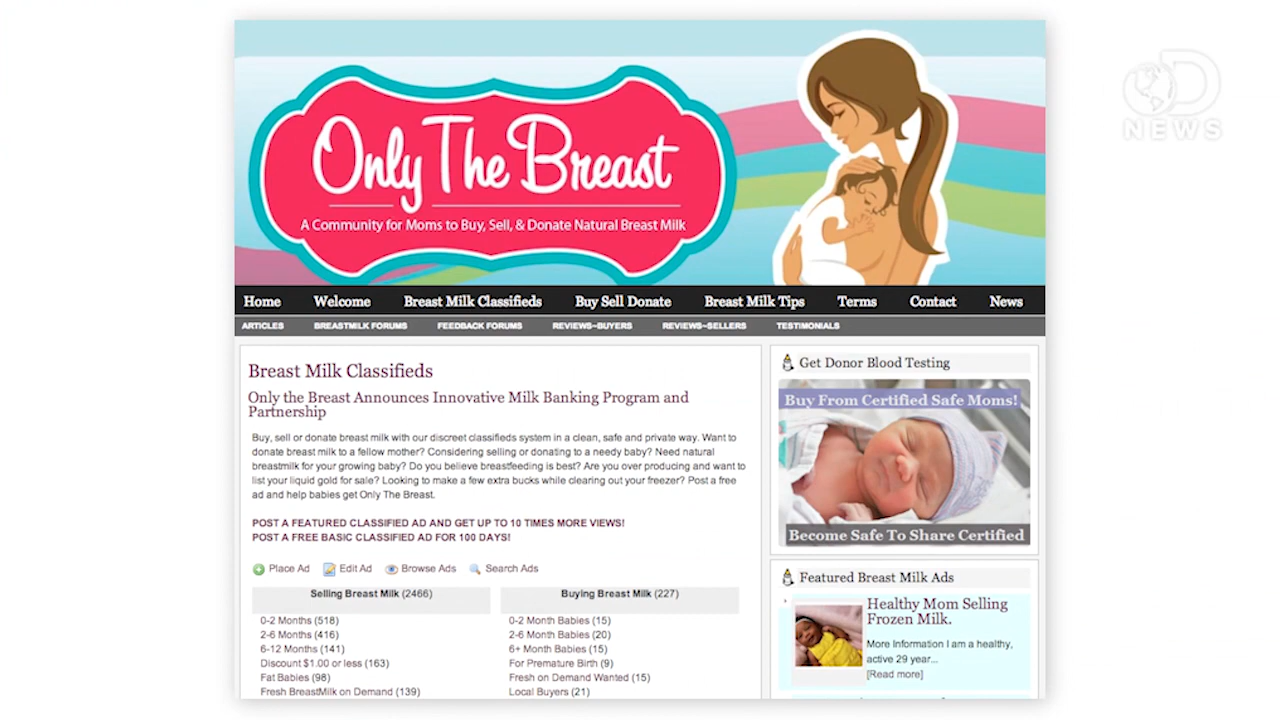 D
NEWS
Only The Breast
A Community for Moms to Buy, Sell, & Donate Natural Breast Milk
Home Welcome Breast Milk Classifieds Buy Sell Donate Breast Milk Tips Terms Contact News
ARTICLES BREASTMILK FORUMS FEEDBACK FORUMS REVIEWS-BUYERS REVIEWS-SELLERS TESTIMONIALS
Breast Milk Classifieds
Only the Breast Announces Innovative Milk Banking Program and
Partnership
Buy, sell or donate breast milk with our discreet classifieds system in a clean, safe and private way. Want to
donate breast milk to a fellow mother? Considering selling or donating to a needy baby? Need natural
breastmilk for your growing baby? Do you believe breastfeeding is best? Are you over producing and want to
list your liquid gold for sale? Looking to make a few extra bucks while clearing out your freezer? Post a free
ad and help babies get Only The Breast.
POST A FEATURED CLASSIFIED AD AND GET UP TO 10 TIMES MORE VIEWS!
POST A FREE BASIC CLASSIFIED AD FOR 100 DAYS!
Place Ad Edit Ad Browse Ads Search Ads
Selling Breast Milk (2466)
0-2 Months (518)
2-6 Months (416)
6-12 Months (141)
Discount $1.00 or less (163)
Fat Babies (98)
Fresh BreastMilk on Demand (139)
Buying Breast Milk (227)
0-2 Month Babies (15)
2-6 Month Babies (20)
6+ Month Babies (15)
For Premature Birth (9)
Fresh on Demand Wanted (15)
Local Buyers (21)
Get Donor Blood Testing
Buy From Certified Safe Moms!
Become Safe To Share Certified
Featured Breast Milk Ads
Healthy Mom Selling
Frozen Milk.
More Information I am a healthy,
active 29 year...
[Read more]